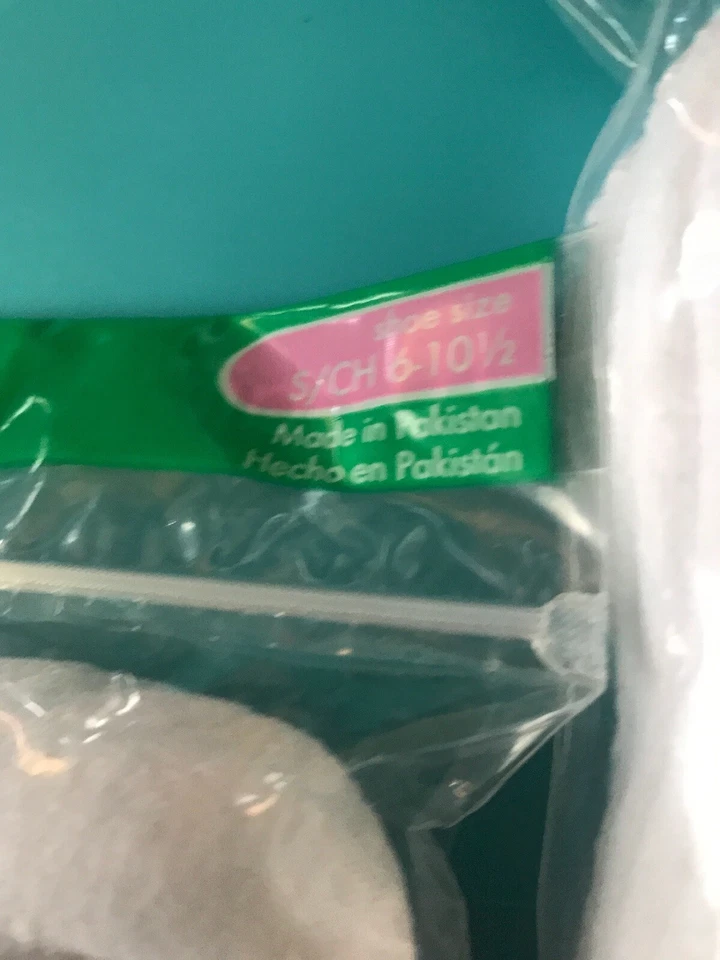 shoe size
S/CH 6-10½
Made in Pakistan
Hecho en Pakistán